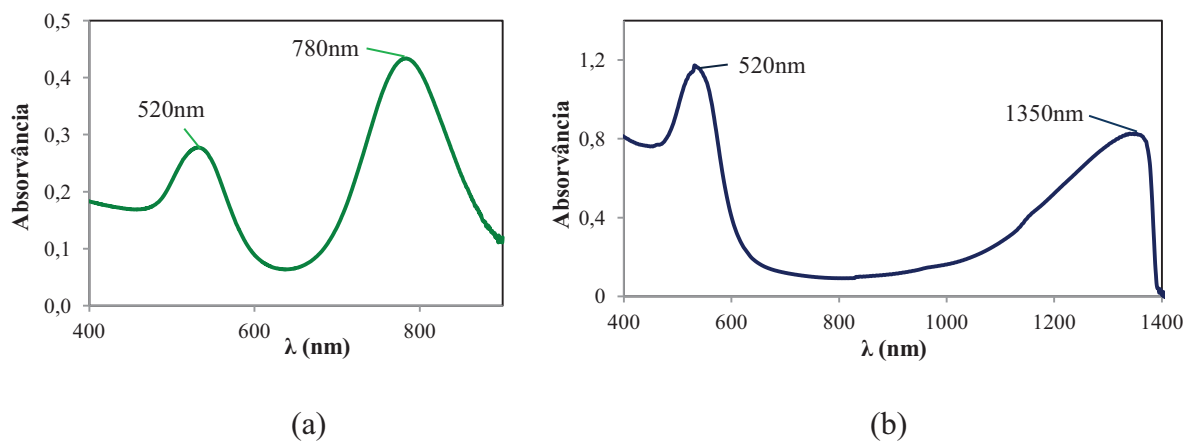 0,5
0,4
0,3
0,2
0,1
0,0
Absorvância
520nm
780nm
400
600
800
λ (nm)
(a)
1,2
0,8
0,4
0
Absorvância
520nm
1350nm
400
600
800
1000
1200
1400
λ (nm)
(b)